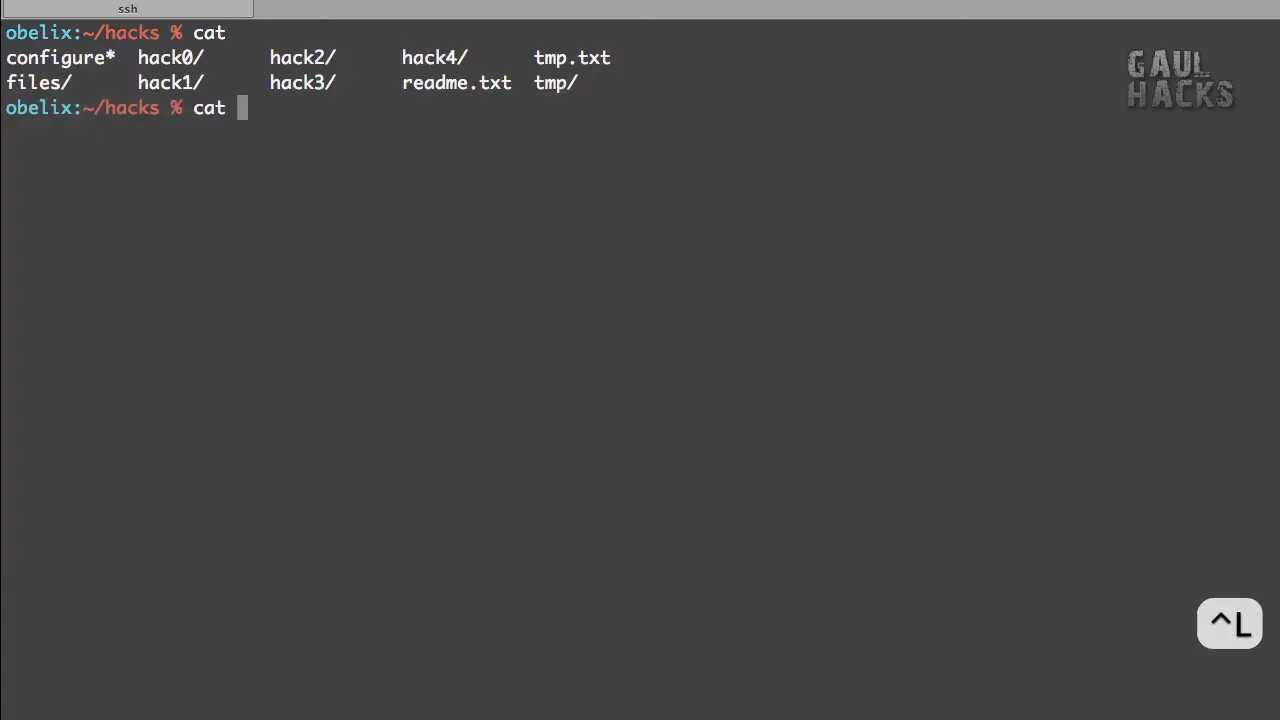 ssh
obelix:~/hacks % cat
configure*  hack0/      hack2/      hack4/      tmp.txt
files/      hack1/      hack3/      readme.txt  tmp/
obelix:~/hacks % cat
GAUL
HACKS
^L